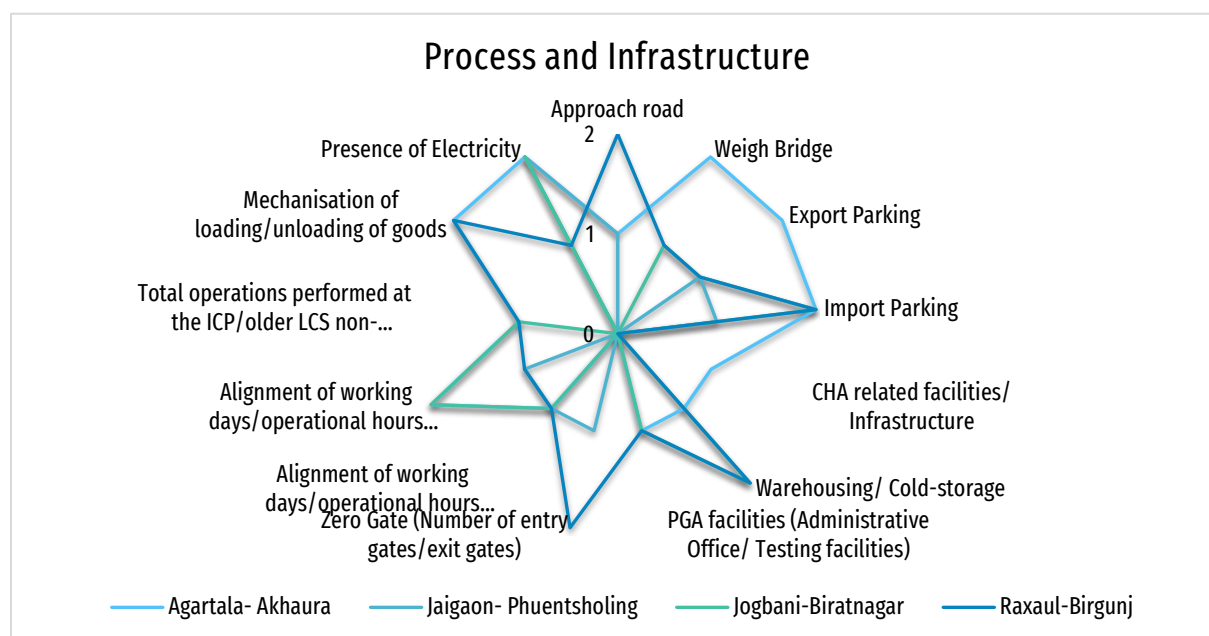 Process and Infrastructure
Approach road
2
Weigh Bridge
Export Parking
Import Parking
CHA related facilities/
Infrastructure
Warehousing/ Cold-storage
PGA facilities (Administrative
Office/ Testing facilities)
Zero Gate (Number of entry
gates/exit gates)
Alignment of working
days/operational hours...
Alignment of working
days/operational hours...
Total operations performed at
the ICP/older LCS non-...
Mechanisation of
loading/unloading of goods
Presence of Electricity
1
0
Agartala- Akhaura
Jaigaon- Phuentsholing
Jogbani-Biratnagar
Raxaul-Birgunj